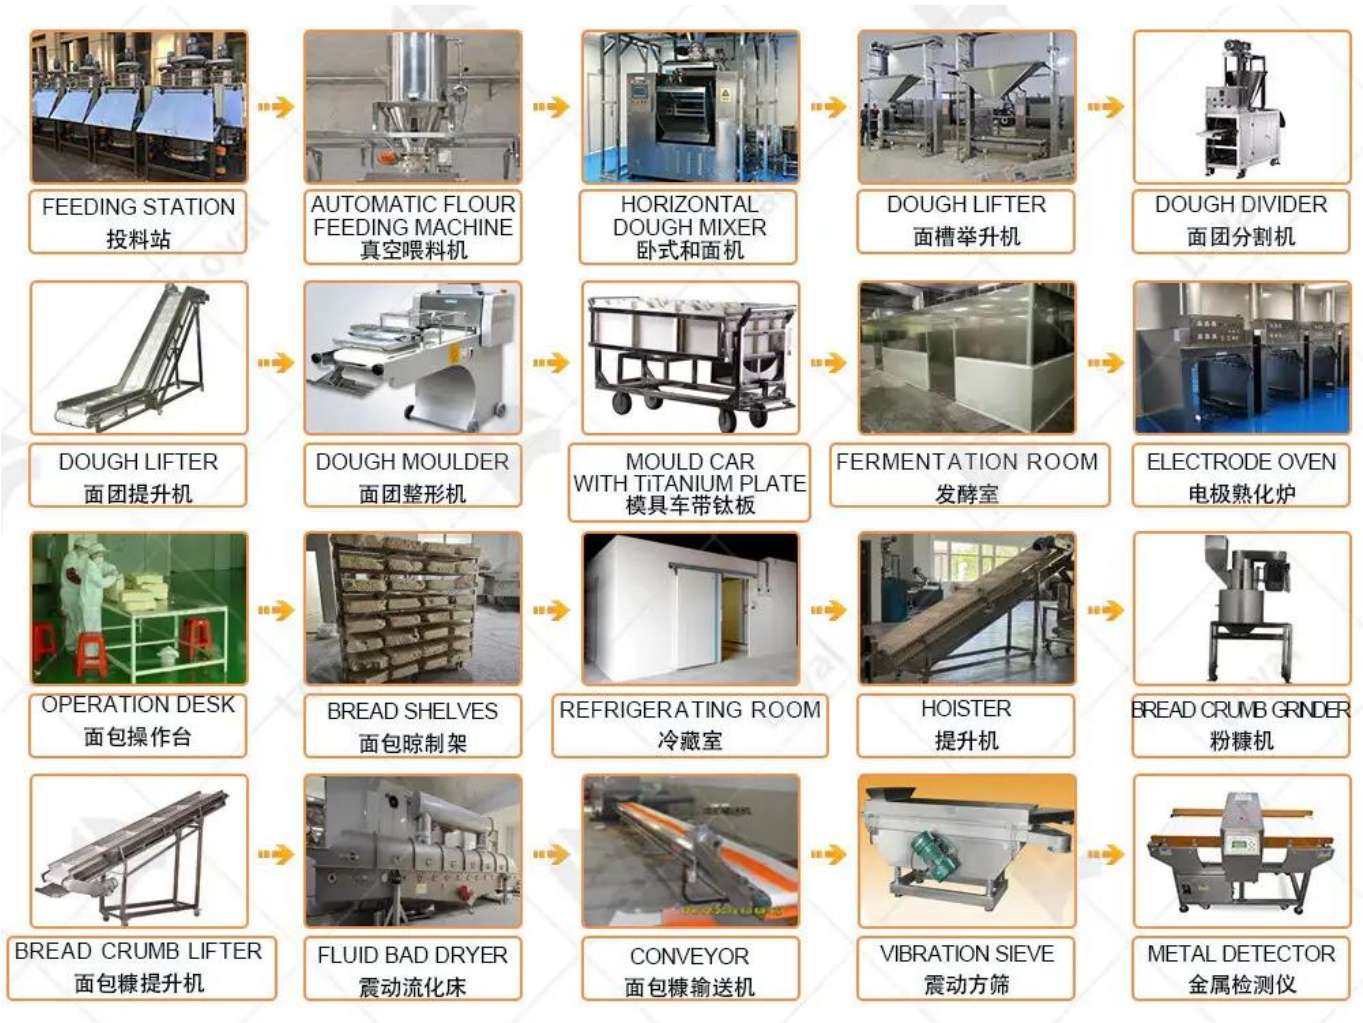 FEEDING STATION
投料站
AUTOMATIC FLOUR
FEEDING MACHINE
真空喂料机
HORIZONTAL
DOUGH MIXER
卧式和面机
DOUGH LIFTER
面槽举升机
DOUGH DIVIDER
面团分割机
DOUGH LIFTER
面团提升机
DOUGH MOULDER
面团整形机
MOULD CAR
WITH TiTANIUM PLATE
模具车带钛板
FERMENTATION ROOM
发酵室
ELECTRODE OVEN
电极熟化炉
OPERATION DESK
面包操作台
BREAD SHELVES
面包晾制架
REFRIGERATING ROOM
冷藏室
HOISTER
提升机
BREAD CRUMB GRINDER
粉糠机
BREAD CRUMB LIFTER
面包糠提升机
FLUID BAD DRYER
震动流化床
CONVEYOR
面包糠输送机
VIBRATION SIEVE
震动方筛
METAL DETECTOR
金属检测仪
Loyal
Loyal
Loyal
Loyal
Loyal